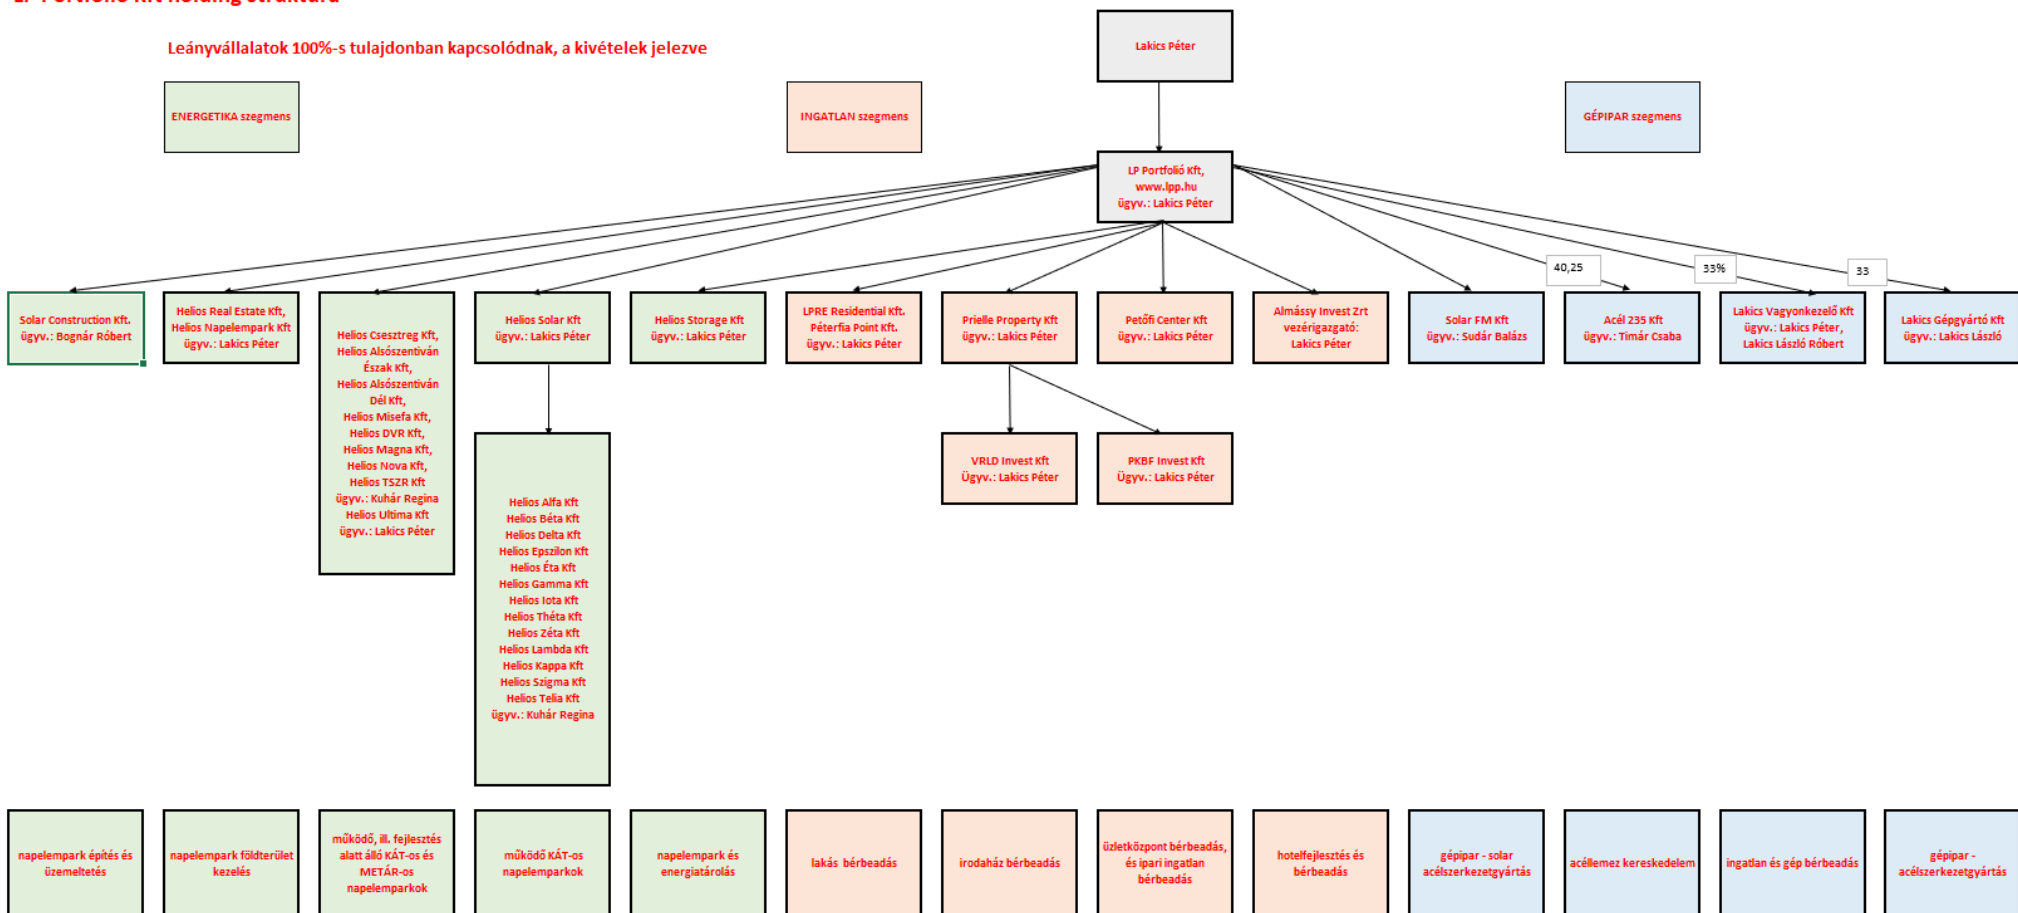 LP Portfolió Kft holding struktúra
Leányvállalatok 100%-s tulajdonban kapcsolódnak, a kivételek jelezve
Lakics Péter
ENERGETIKA szegmens
INGATLAN szegmens
GÉPIPAR szegmens
LP Portfolió Kft,
www.lpp.hu
ügyv.: Lakics Péter
40,25
33%
33
Solar Construction Kft.
ügyv.: Bognár Róbert
Helios Real Estate Kft,
Helios Napelempark Kft
ügyv.: Lakics Péter
Helios Csesztreg Kft,
Helios Alsószentiván
Észak Kft,
Helios Alsószentiván
Dél Kft,
Helios Misefa Kft,
Helios DVR Kft,
Helios Magna Kft,
Helios Nova Kft,
Helios TSZR Kft
ügyv.: Kuhár Regina
Helios Ultima Kft
ügyv.: Lakics Péter
Helios Solar Kft
ügyv.: Lakics Péter
Helios Storage Kft
ügyv.: Lakics Péter
LPRE Residential Kft.
Péterfia Point Kft.
ügyv.: Lakics Péter
Prielle Property Kft
ügyv.: Lakics Péter
Petőfi Center Kft
ügyv.: Lakics Péter
Almássy Invest Zrt
vezérigazgató:
Lakics Péter
Solar FM Kft
ügyv.: Sudár Balázs
Acél 235 Kft
ügyv.: Timár Csaba
Lakics Vagyonkezelő Kft
ügyv.: Lakics Péter,
Lakics László Róbert
Lakics Gépgyártó Kft
ügyv.: Lakics László
Helios Alfa Kft
Helios Béta Kft
Helios Delta Kft
Helios Epszilon Kft
Helios Éta Kft
Helios Gamma Kft
Helios Iota Kft
Helios Théta Kft
Helios Zéta Kft
Helios Lambda Kft
Helios Kappa Kft
Helios Szigma Kft
Helios Telia Kft
ügyv.: Kuhár Regina
VRLD Invest Kft
Ügyv.: Lakics Péter
PKBF Invest Kft
Ügyv.: Lakics Péter
napelempark építés és
üzemeltetés
napelempark földterület
kezelés
működő, ill. fejlesztés
alatt álló KÁT-os és
METÁR-os
napelemparkok
működő KÁT-os
napelemparkok
napelempark és
energiatárolás
lakás bérbeadás
irodaház bérbeadás
üzletközpont bérbeadás,
és ipari ingatlan
bérbeadás
hotelfejlesztés és
bérbeadás
gépipar - solar
acélszerkezetgyártás
acéllemez kereskedelem
ingatlan és gép bérbeadás
gépipar -
acélszerkezetgyártás